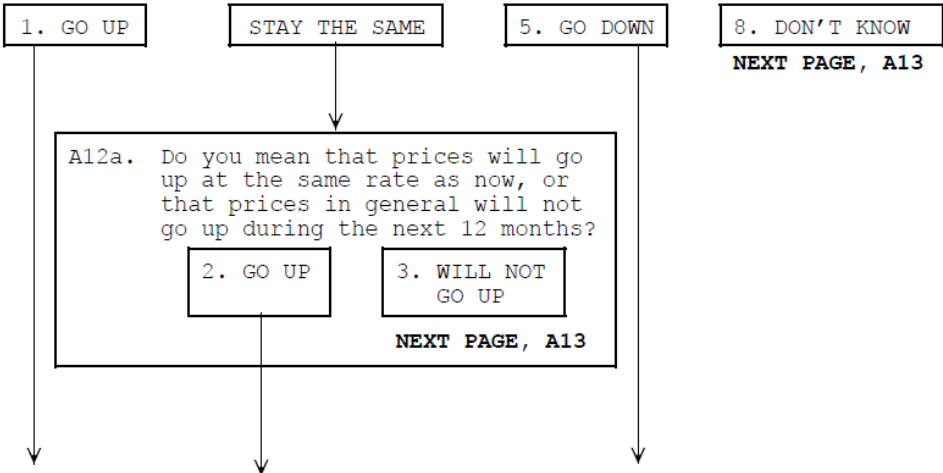 1. GO UP
STAY THE SAME
5. GO DOWN
8. DON'T KNOW
NEXT PAGE, A13
A12a. Do you mean that prices will go
up at the same rate as now, or
that prices in general will not
go up during the next 12 months?
2. GO UP
3. WILL NOT
GO UP
NEXT PAGE, A13